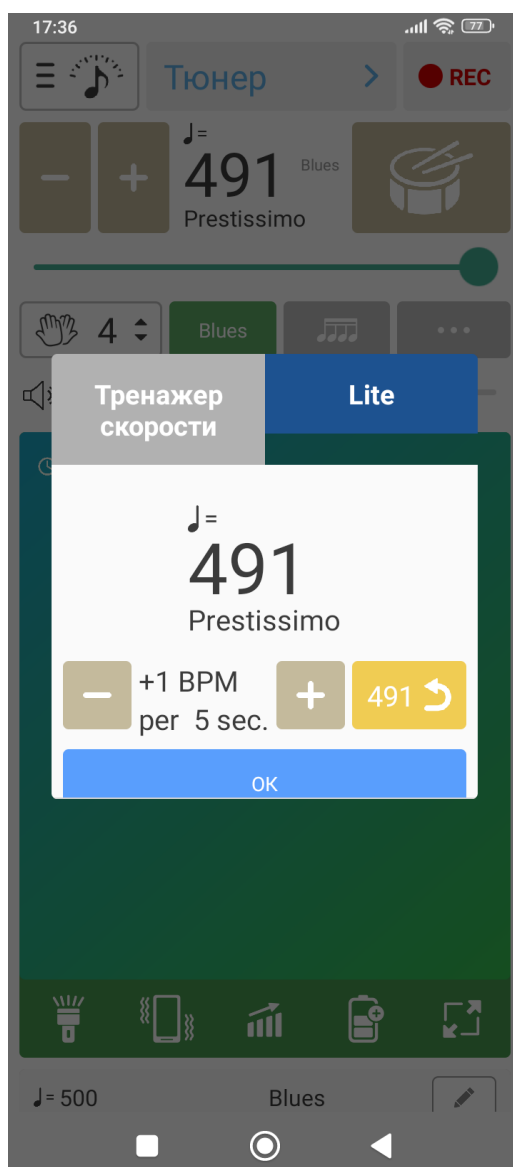 17:36
77
Тюнер
REC
=
491
Blues
Prestissimo
4
Blues
Тренажер
скорости
Lite
=
491
Prestissimo
+1 BPM
per 5 sec.
491
ОК
= 500
Blues